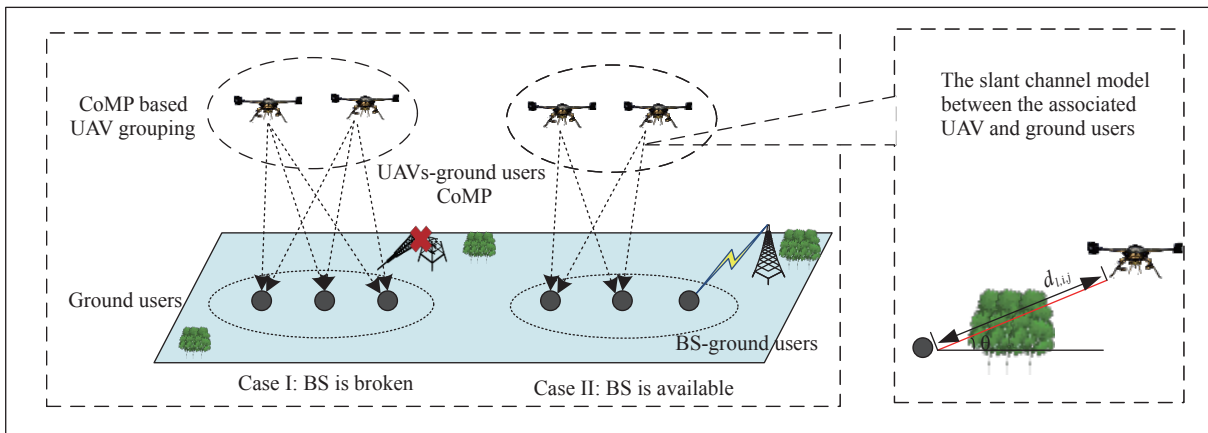 CoMP based
UAV grouping
UAVs-ground users
CoMP
Ground users
BS-ground users
Case I: BS is broken
Case II: BS is available
The slant channel model
between the associated
UAV and ground users
d1,i,j
θ